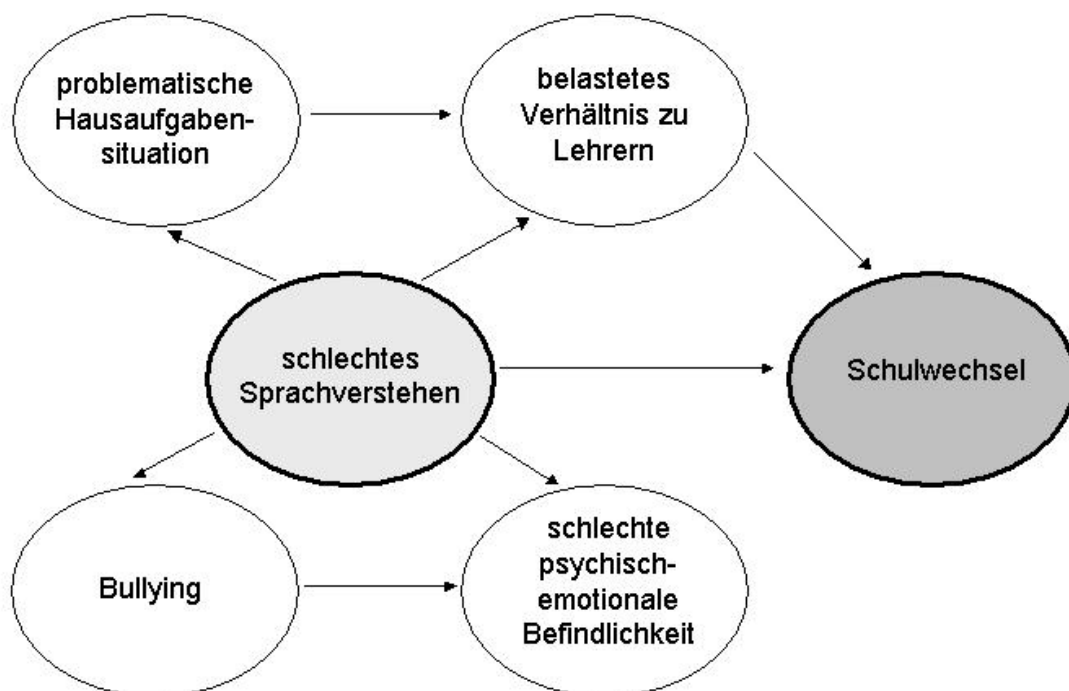 problematische
Hausaufgaben-
situation
belastetes
Verhältnis zu
Lehrern
schlechtes
Sprachverstehen
Schulwechsel
Bullying
schlechte
psychisch-
emotionale
Befindlichkeit